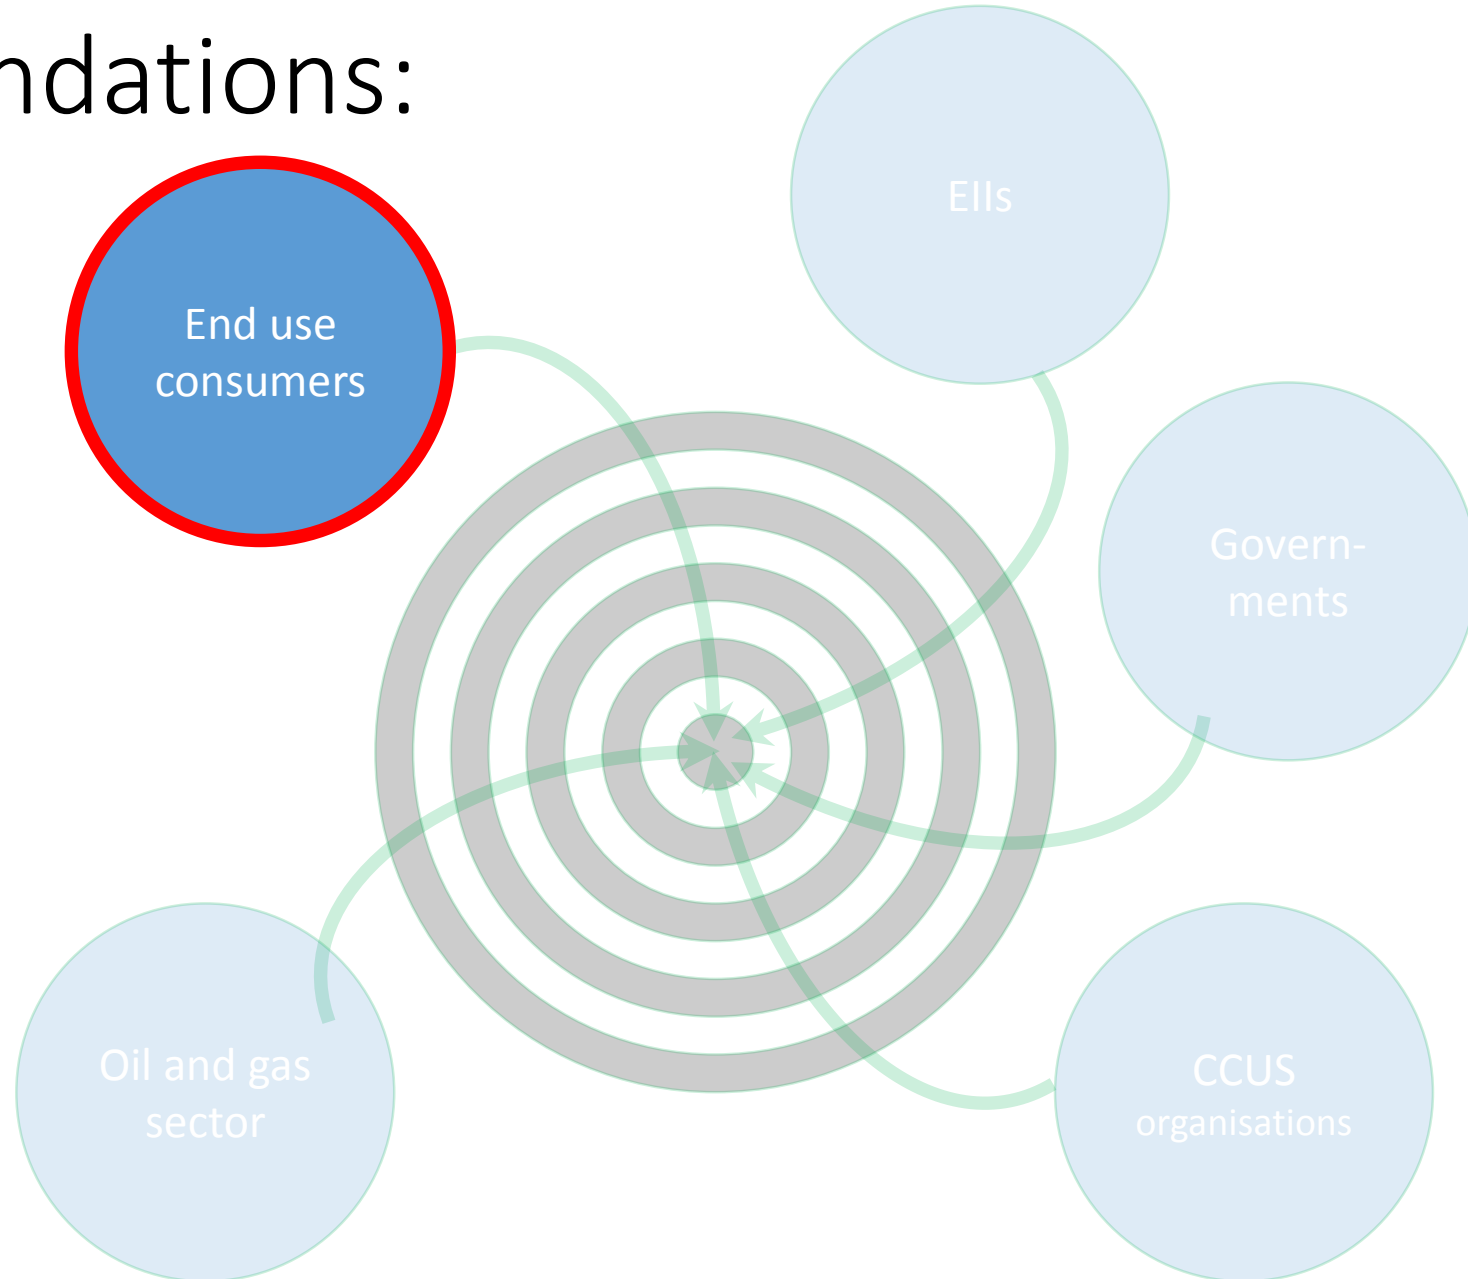 ndations:
EIIs
End use
consumers
Govern-
ments
Oil and gas
sector
CCUS
organisations